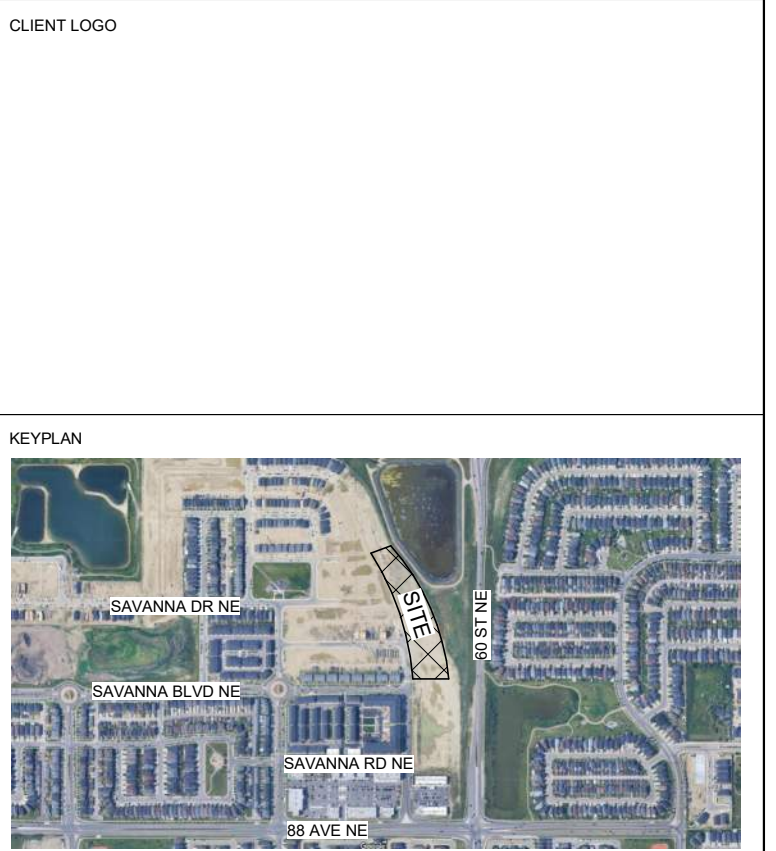 CLIENT LOGO
KEYPLAN
SAVANNA DR NE
SITE
60 ST NE
SAVANNA BLVD NE
SAVANNA RD NE
88 AVE NE